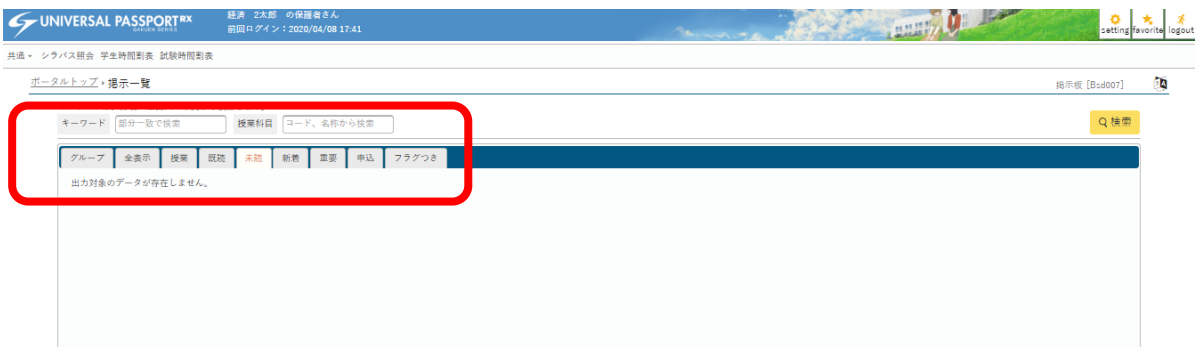 UNIVERSAL PASSPORT RX
GAKUEN SERIES
経済 2太郎 の保護者さん
前回ログイン：2020/04/08 17:41
setting favorite logout
共通 シラバス照会 学生時間割表 試験時間割表
ポータルトップ › 掲示一覧
掲示板 [Bsd007]
キーワード 部分一致で検索 授業科目 コード、名称から検索
検索
グループ 全表示 授業 既読 未読 新着 重要 申込 フラグつき
出力対象のデータが存在しません。